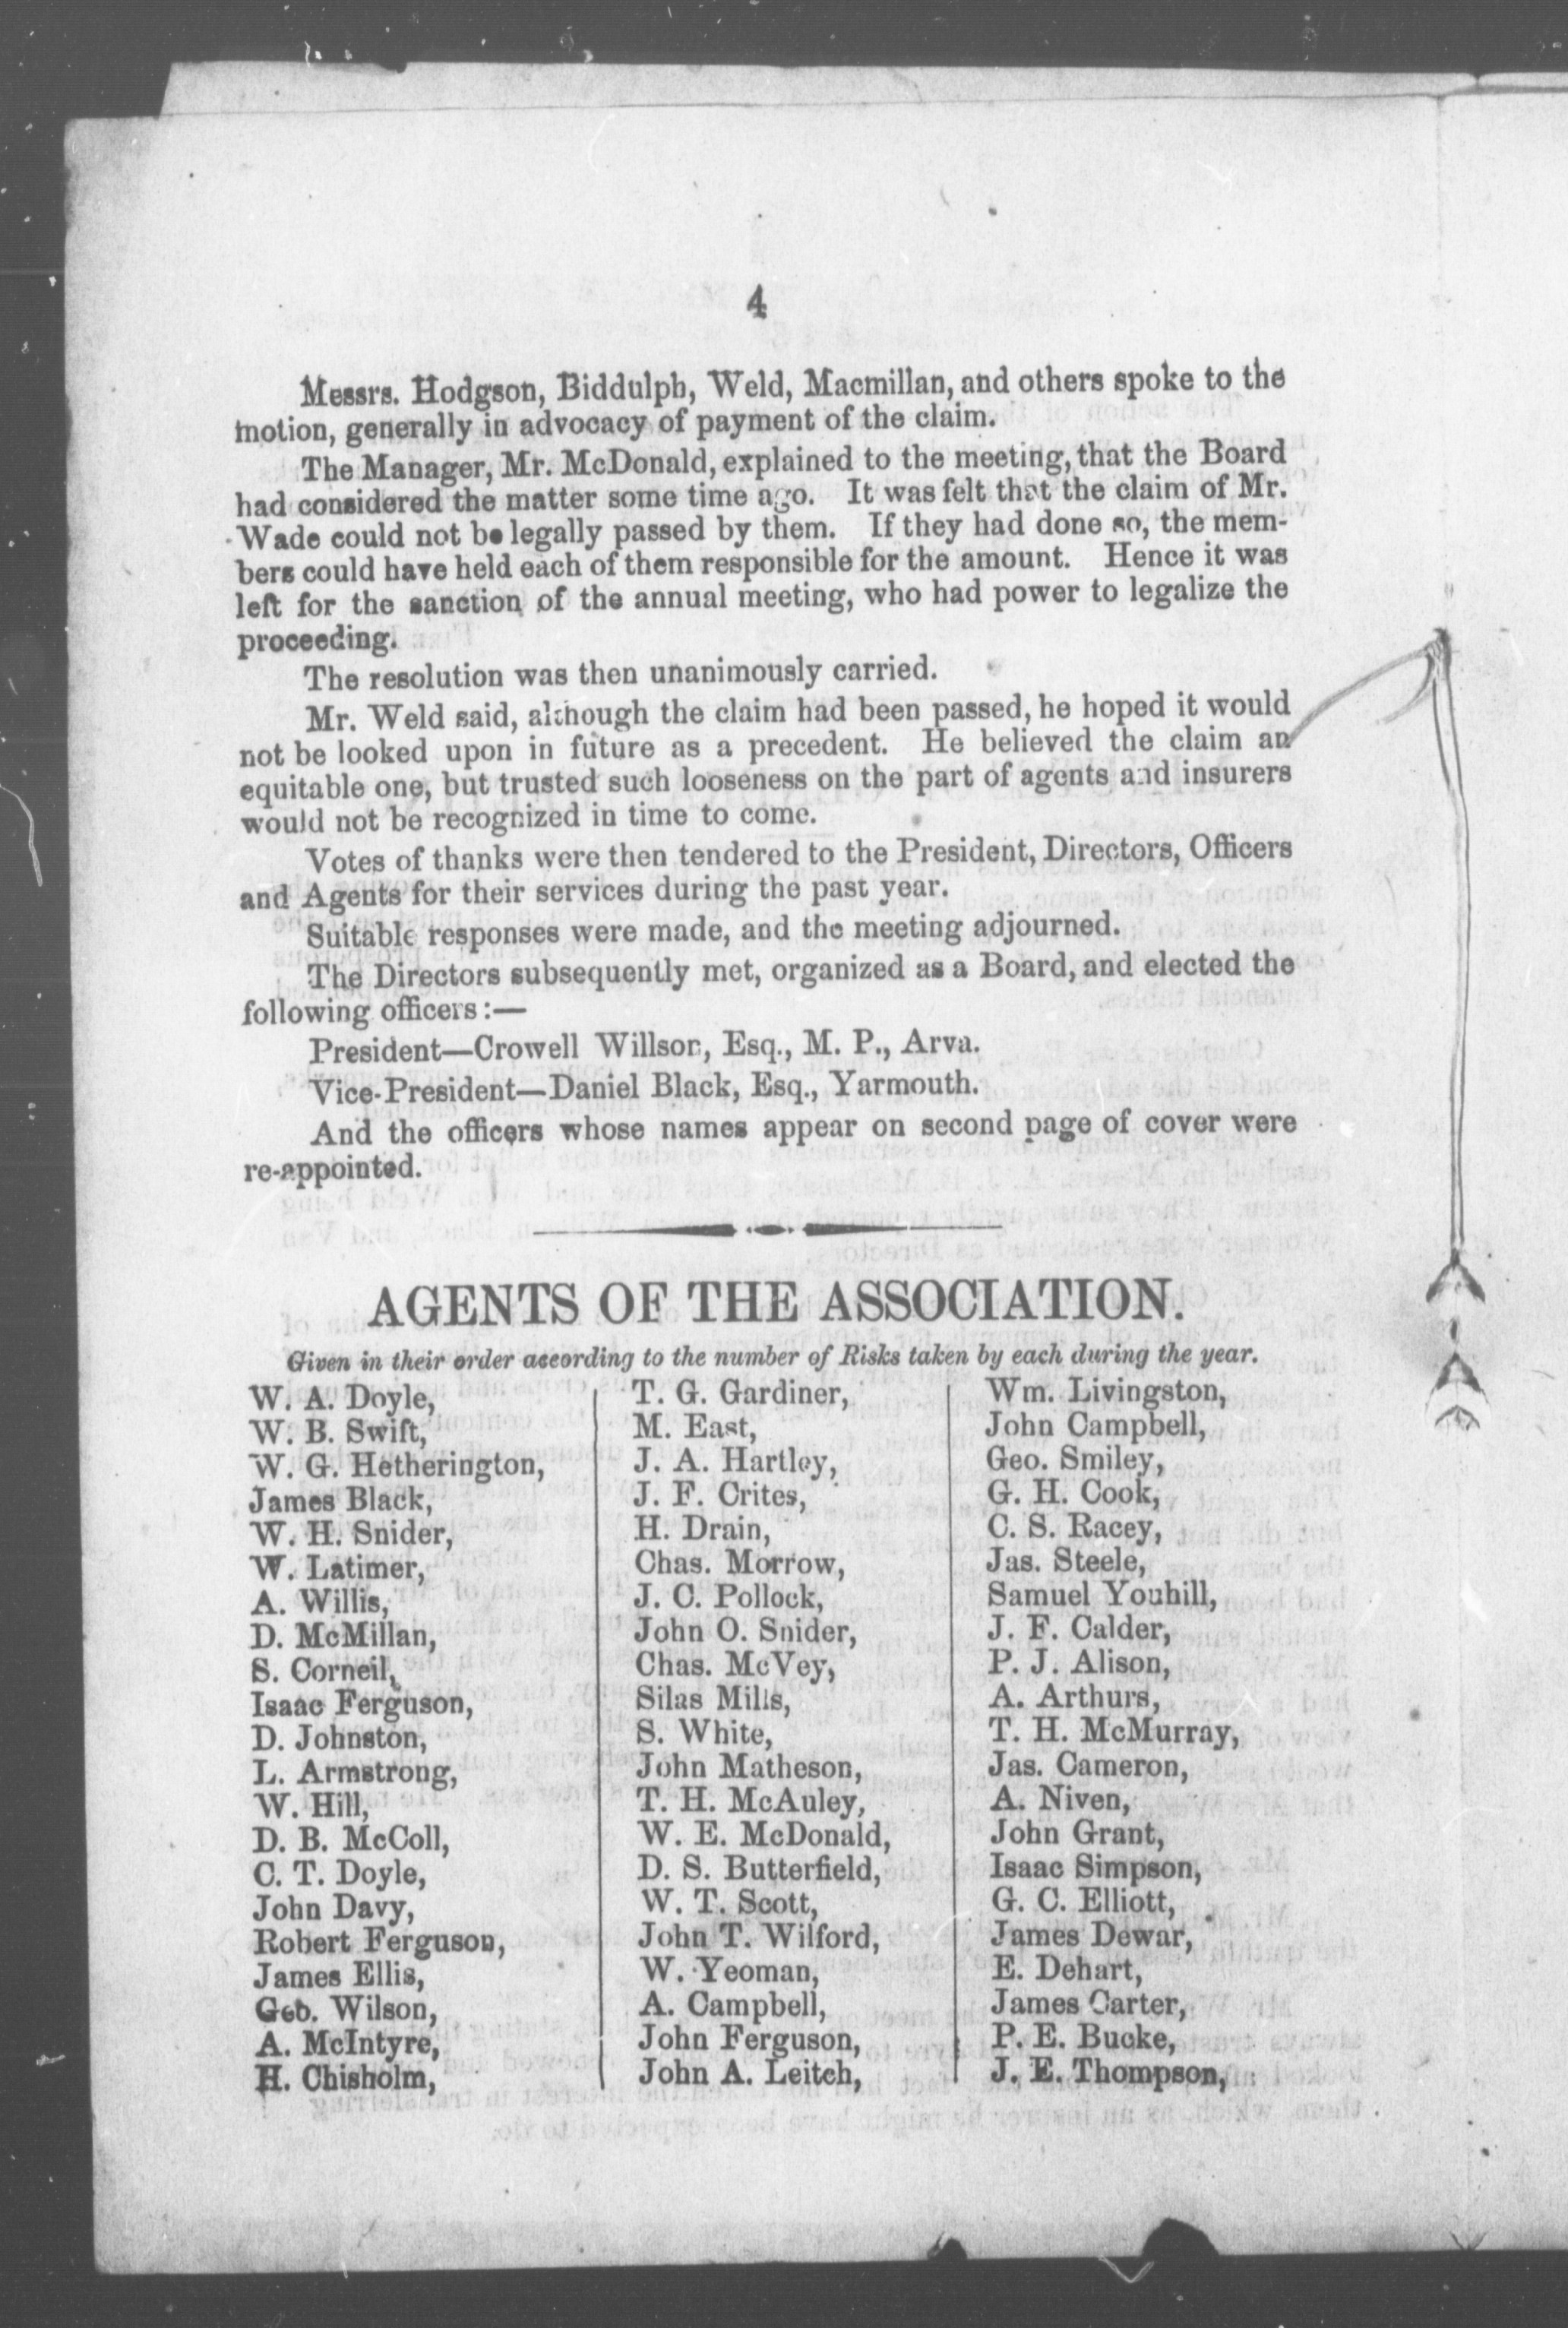 4
Messrs. Hodgson, Biddulph, Weld, Macmillan, and others spoke to the
motion, generally in advocacy of payment of the claim.
The Manager, Mr. McDonald, explained to the meeting, that the Board
had considered the matter some time ago. It was felt that the claim of Mr.
Wade could not be legally passed by them. If they had done so, the mem-
bers could have held each of them responsible for the amount. Hence it was
left for the sanction of the annual meeting, who had power to legalize the
proceeding.
The resolution was then unanimously carried.
Mr. Weld said, although the claim had been passed, he hoped it would
not be looked upon in future as a precedent. He believed the claim an
equitable one, but trusted such looseness on the part of agents and insurers
would not be recognized in time to come.
Votes of thanks were then tendered to the President, Directors, Officers
and Agents for their services during the past year.
Suitable responses were made, and the meeting adjourned.
The Directors subsequently met, organized as a Board, and elected the
following officers:—
President—Crowell Willson, Esq., M. P., Arva.
Vice-President—Daniel Black, Esq., Yarmouth.
And the officers whose names appear on second page of cover were
re-appointed.
AGENTS OF THE ASSOCIATION.
Given in their order according to the number of Risks taken by each during the year.
W. A. Doyle,
W. B. Swift,
W. G. Hetherington,
James Black,
W. H. Snider,
W. Latimer,
A. Willis,
D. McMillan,
S. Corneil,
Isaac Ferguson,
D. Johnston,
L. Armstrong,
W. Hill,
D. B. McColl,
C. T. Doyle,
John Davy,
Robert Ferguson,
James Ellis,
Geo. Wilson,
A. McIntyre,
H. Chisholm,
T. G. Gardiner,
M. East,
J. A. Hartley,
J. F. Crites,
H. Drain,
Chas. Morrow,
J. C. Pollock,
John O. Snider,
Chas. McVey,
Silas Mills,
S. White,
John Matheson,
T. H. McAuley,
W. E. McDonald,
D. S. Butterfield,
W. T. Scott,
John T. Wilford,
W. Yeoman,
A. Campbell,
John Ferguson,
John A. Leitch,
Wm. Livingston,
John Campbell,
Geo. Smiley,
G. H. Cook,
C. S. Racey,
Jas. Steele,
Samuel Youhill,
J. F. Calder,
P. J. Alison,
A. Arthurs,
T. H. McMurray,
Jas. Cameron,
A. Niven,
John Grant,
Isaac Simpson,
G. C. Elliott,
James Dewar,
E. Dehart,
James Carter,
P. E. Bucke,
J. E. Thompson,